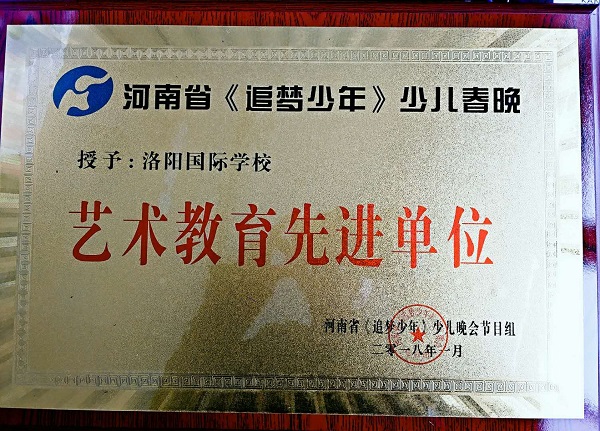 河南省《追梦少年》少儿春晚
授予:洛阳国际学校
艺术教育先进单位
河南省《追梦少年》少儿晚会节目组
二零一八年一月